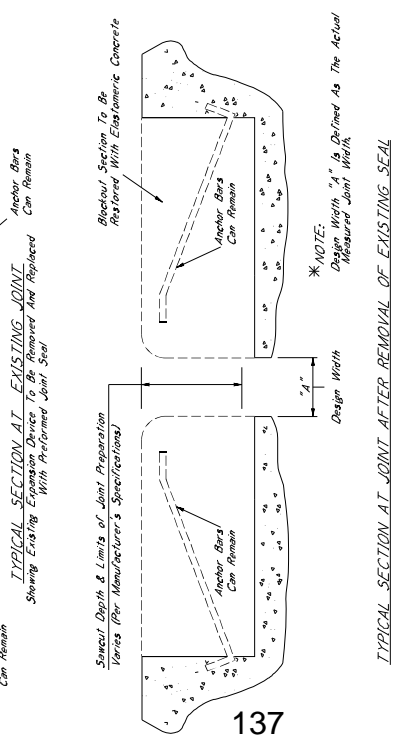 Can Remain
Anchor Bars
Can Remain
TYPICAL SECTION AT EXISTING JOINT
Showing Existing Expansion Device To Be Removed And Replaced
With Preformed Joint Seal
Sawcut Depth & Limits of Joint Preparation
Varies (Per Manufacturer's Specifications)
Blockout Section To Be
Restored With Elastomeric Concrete
Anchor Bars
Can Remain
Anchor Bars
Can Remain
"A"
Design Width
* NOTE:
Design Width "A" Is Defined As The Actual
Measured Joint Width.
TYPICAL SECTION AT JOINT AFTER REMOVAL OF EXISTING SEAL
137